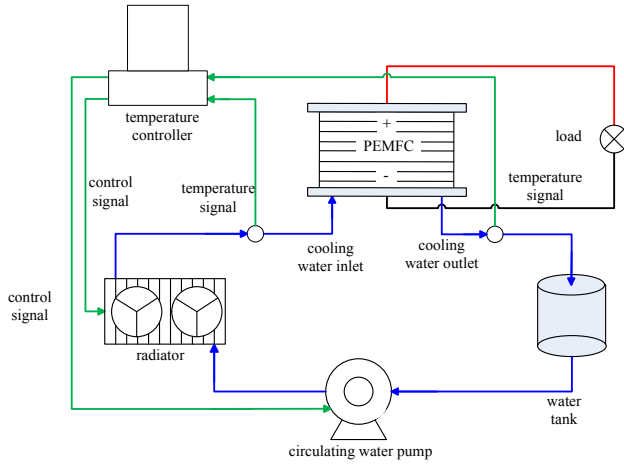 temperature
controller
+
PEMFC
-
load
control
signal
temperature
signal
temperature
signal
cooling
water inlet
cooling
water outlet
control
signal
radiator
water
tank
circulating water pump